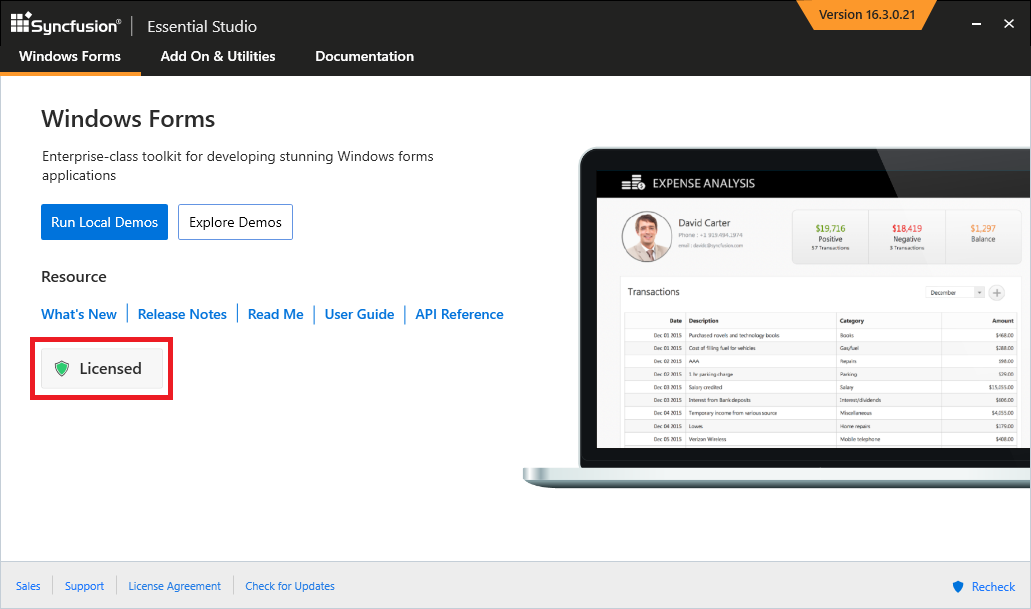 Syncfusion® | Essential Studio
Version 16.3.0.21
Windows Forms
Add On & Utilities
Documentation
Windows Forms
Enterprise-class toolkit for developing stunning Windows forms
applications
Run Local Demos
Explore Demos
Resource
What's New
Release Notes
Read Me
User Guide
API Reference
Licensed
EXPENSE ANALYSIS
David Carter
Phone : +1 919.494.1974
email : davidc@syncfusion.com
$19,716
Positive
37 Transactions
$18,419
Negative
3 Transactions
$1,297
Balance
Transactions
December
Date Description Category Amount
Dec 01 2015 Purchased novels and technology books Books $468.00
Dec 01 2015 Cost of filling fuel for vehicles Gas/fuel $288.00
Dec 02 2015 AAA Repairs $98.00
Dec 02 2015 1 hr parking charge Parking $29.00
Dec 03 2015 Salary credited Salary $15,055.00
Dec 03 2015 Interest from Bank deposits Interest/dividends $606.00
Dec 04 2015 Temporary income from various source Miscellaneous $4,055.00
Dec 04 2015 Lowes Home repairs $179.00
Dec 05 2015 Verizon Wireless Mobile telephone $408.00
Sales
Support
License Agreement
Check for Updates
Recheck